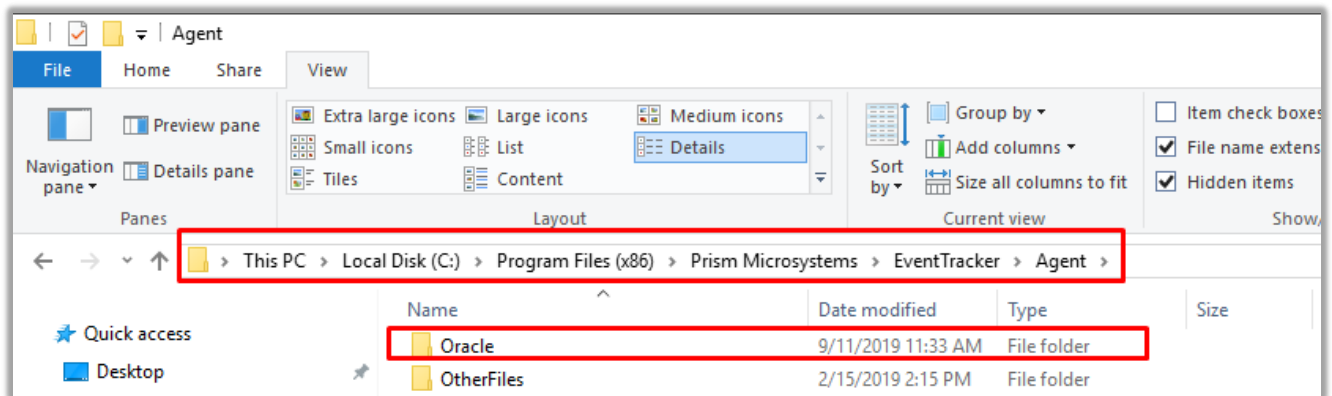 Agent
File Home Share View
Extra large icons Large icons Medium icons Group by Item check boxes
Preview pane
Small icons List Details Add columns File name extens
Navigation pane Details pane Sort by
Tiles Content Size all columns to fit Hidden items
Panes Layout Current view Show/
This PC > Local Disk (C:) > Program Files (x86) > Prism Microsystems > EventTracker > Agent >
Name Date modified Type Size
Quick access
Oracle 9/11/2019 11:33 AM File folder
Desktop
OtherFiles 2/15/2019 2:15 PM File folder